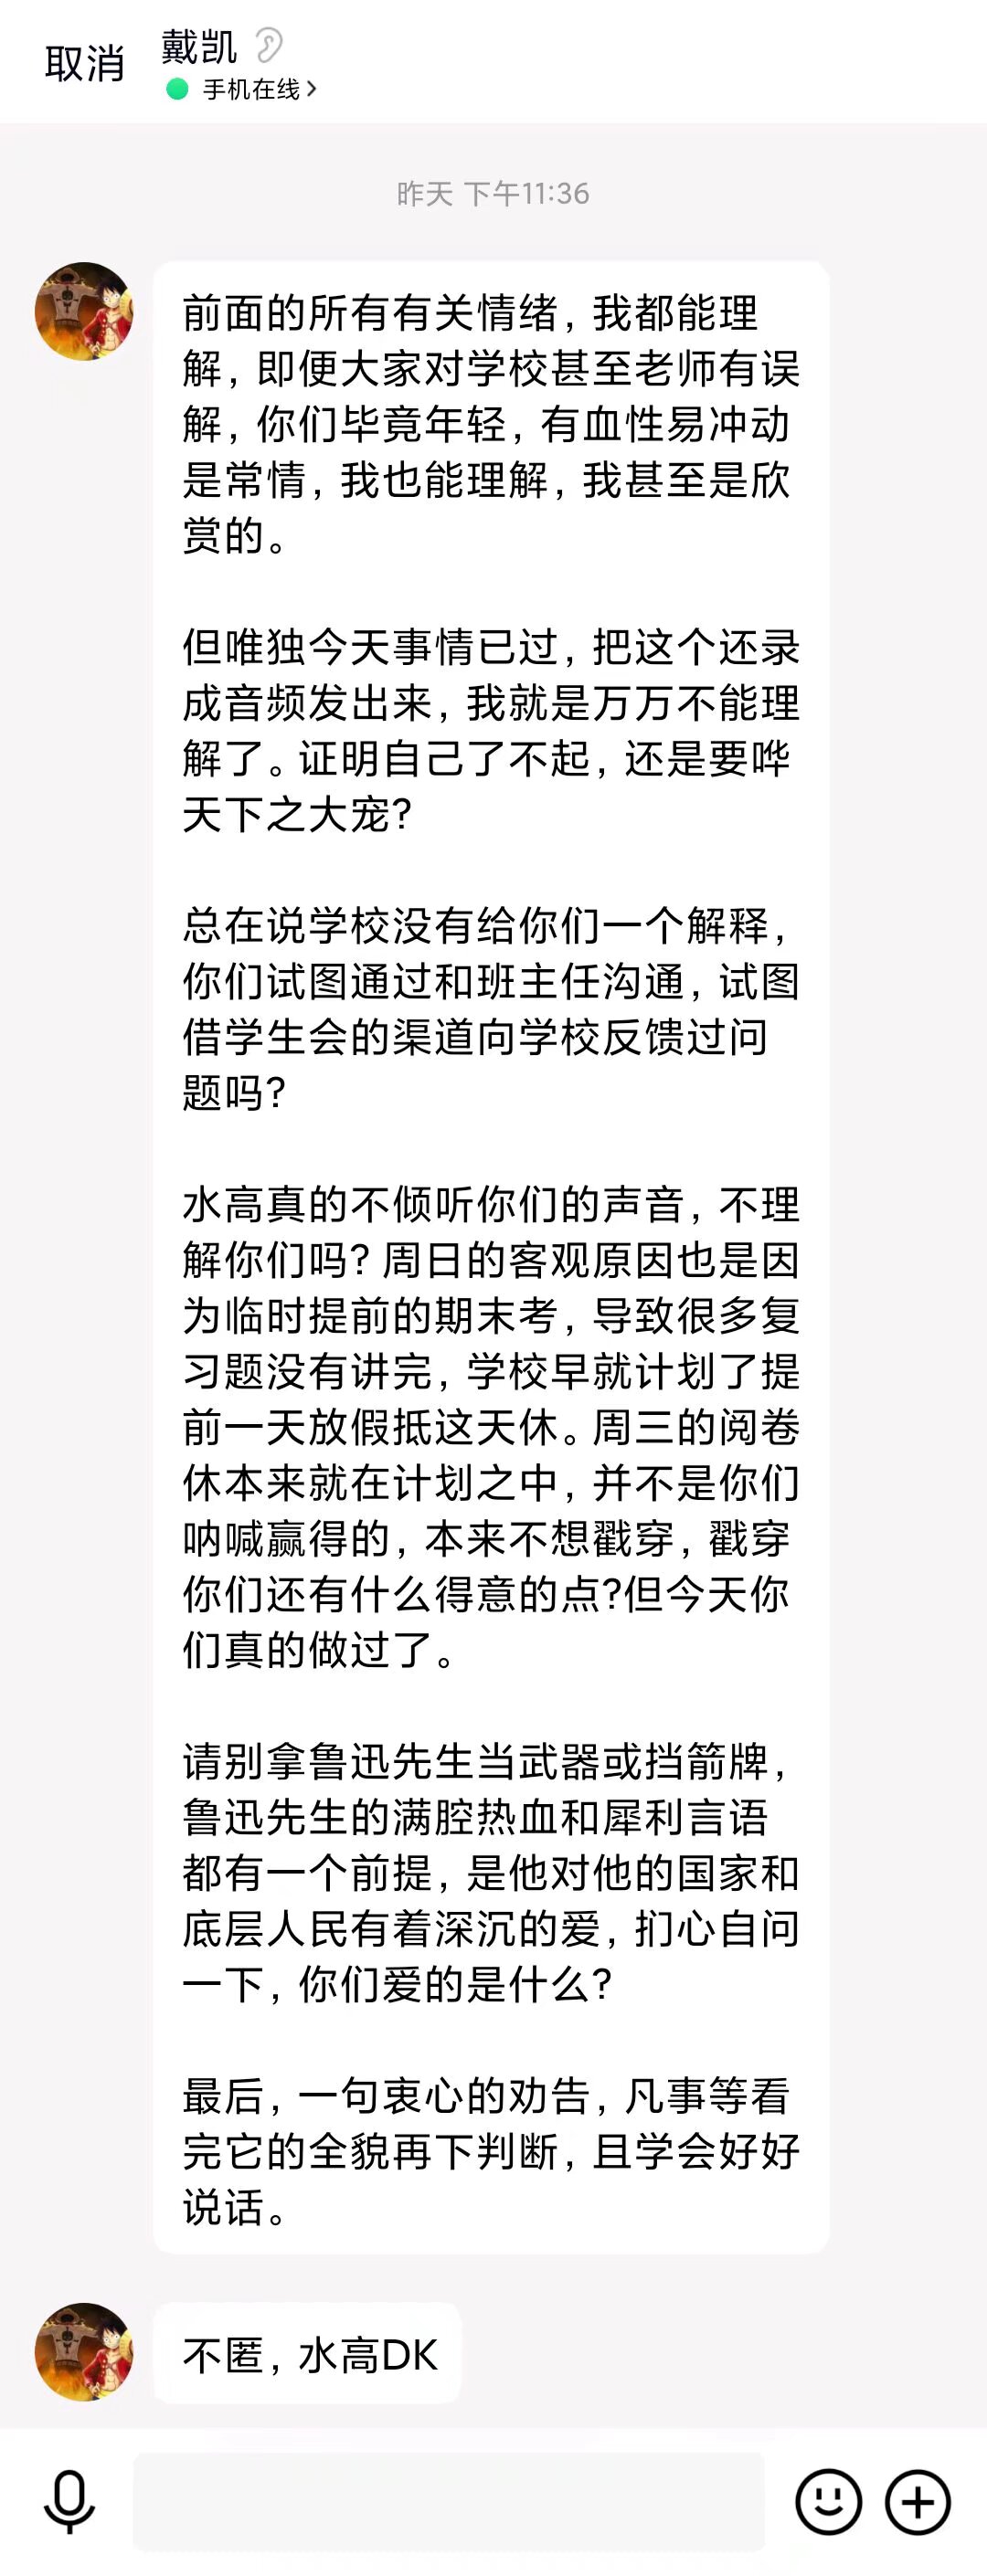 取消
戴凯
手机在线
昨天 下午11:36
前面的所有有关情绪，我都能理
解，即便大家对学校甚至老师有误
解，你们毕竟年轻，有血性易冲动
是常情，我也能理解，我甚至是欣
赏的。
但唯独今天事情已过，把这个还录
成音频发出来，我就是万万不能理
解了。证明自己了不起，还是要哗
天下之大宠?
总在说学校没有给你们一个解释，
你们试图通过和班主任沟通，试图
借学生会的渠道向学校反馈过问
题吗?
水高真的不倾听你们的声音，不理
解你们吗? 周日的客观原因也是因
为临时提前的期末考，导致很多复
习题没有讲完，学校早就计划了提
前一天放假抵这天休。周三的阅卷
休本来就在计划之中，并不是你们
呐喊赢得的，本来不想戳穿，戳穿
你们还有什么得意的点?但今天你
们真的做过了。
请别拿鲁迅先生当武器或挡箭牌，
鲁迅先生的满腔热血和犀利言语
都有一个前提，是他对他的国家和
底层人民有着深沉的爱，扪心自问
一下，你们爱的是什么?
最后，一句衷心的劝告，凡事等看
完它的全貌再下判断，且学会好好
说话。
不匿，水高DK